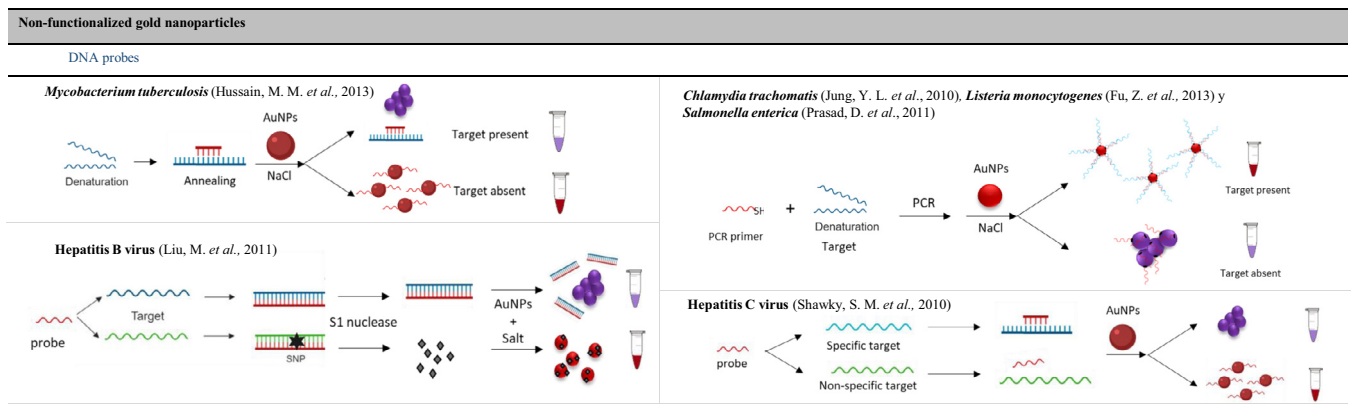 Non-functionalized gold nanoparticles
DNA probes
Mycobacterium tuberculosis (Hussain, M. M. et al., 2013)
AuNPs
NaCl
Denaturation
Annealing
Target present
Target absent
Chlamydia trachomatis (Jung, Y. L. et al., 2010), Listeria monocytogenes (Fu, Z. et al., 2013) y
Salmonella enterica (Prasad, D. et al., 2011)
SH
PCR primer
+
Denaturation
Target
PCR
AuNPs
NaCl
Target present
Target absent
Hepatitis B virus (Liu, M. et al., 2011)
probe
Target
SNP
S1 nuclease
AuNPs
+
Salt
Hepatitis C virus (Shawky, S. M. et al., 2010)
probe
Specific target
Non-specific target
AuNPs